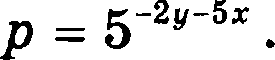 p = 5^{-2y-5x}.